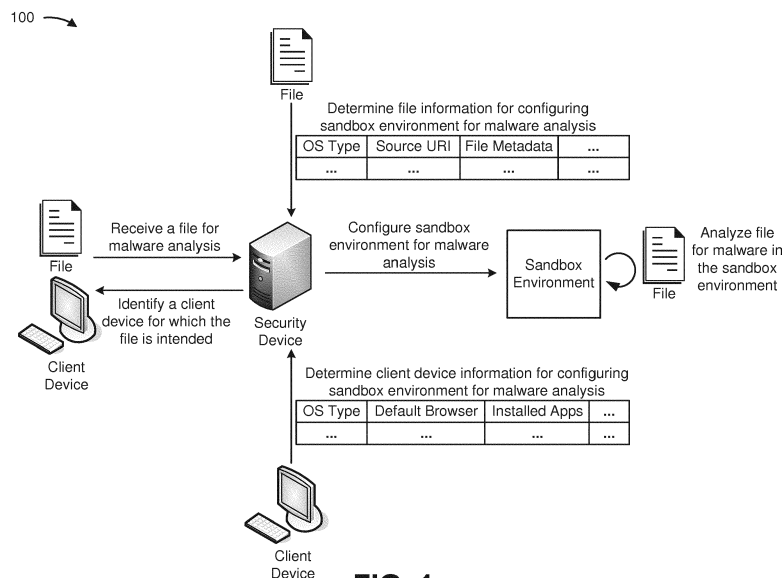 100
File
Determine file information for configuring
sandbox environment for malware analysis
OS Type Source URI File Metadata ...
... ... ... ...
Receive a file for
malware analysis
File
Identify a client
device for which the
file is intended
Client
Device
Security
Device
Configure sandbox
environment for malware
analysis
Sandbox
Environment
File
Analyze file
for malware in
the sandbox
environment
Determine client device information for configuring
sandbox environment for malware analysis
OS Type Default Browser Installed Apps ...
... ... ... ...
Client
Device